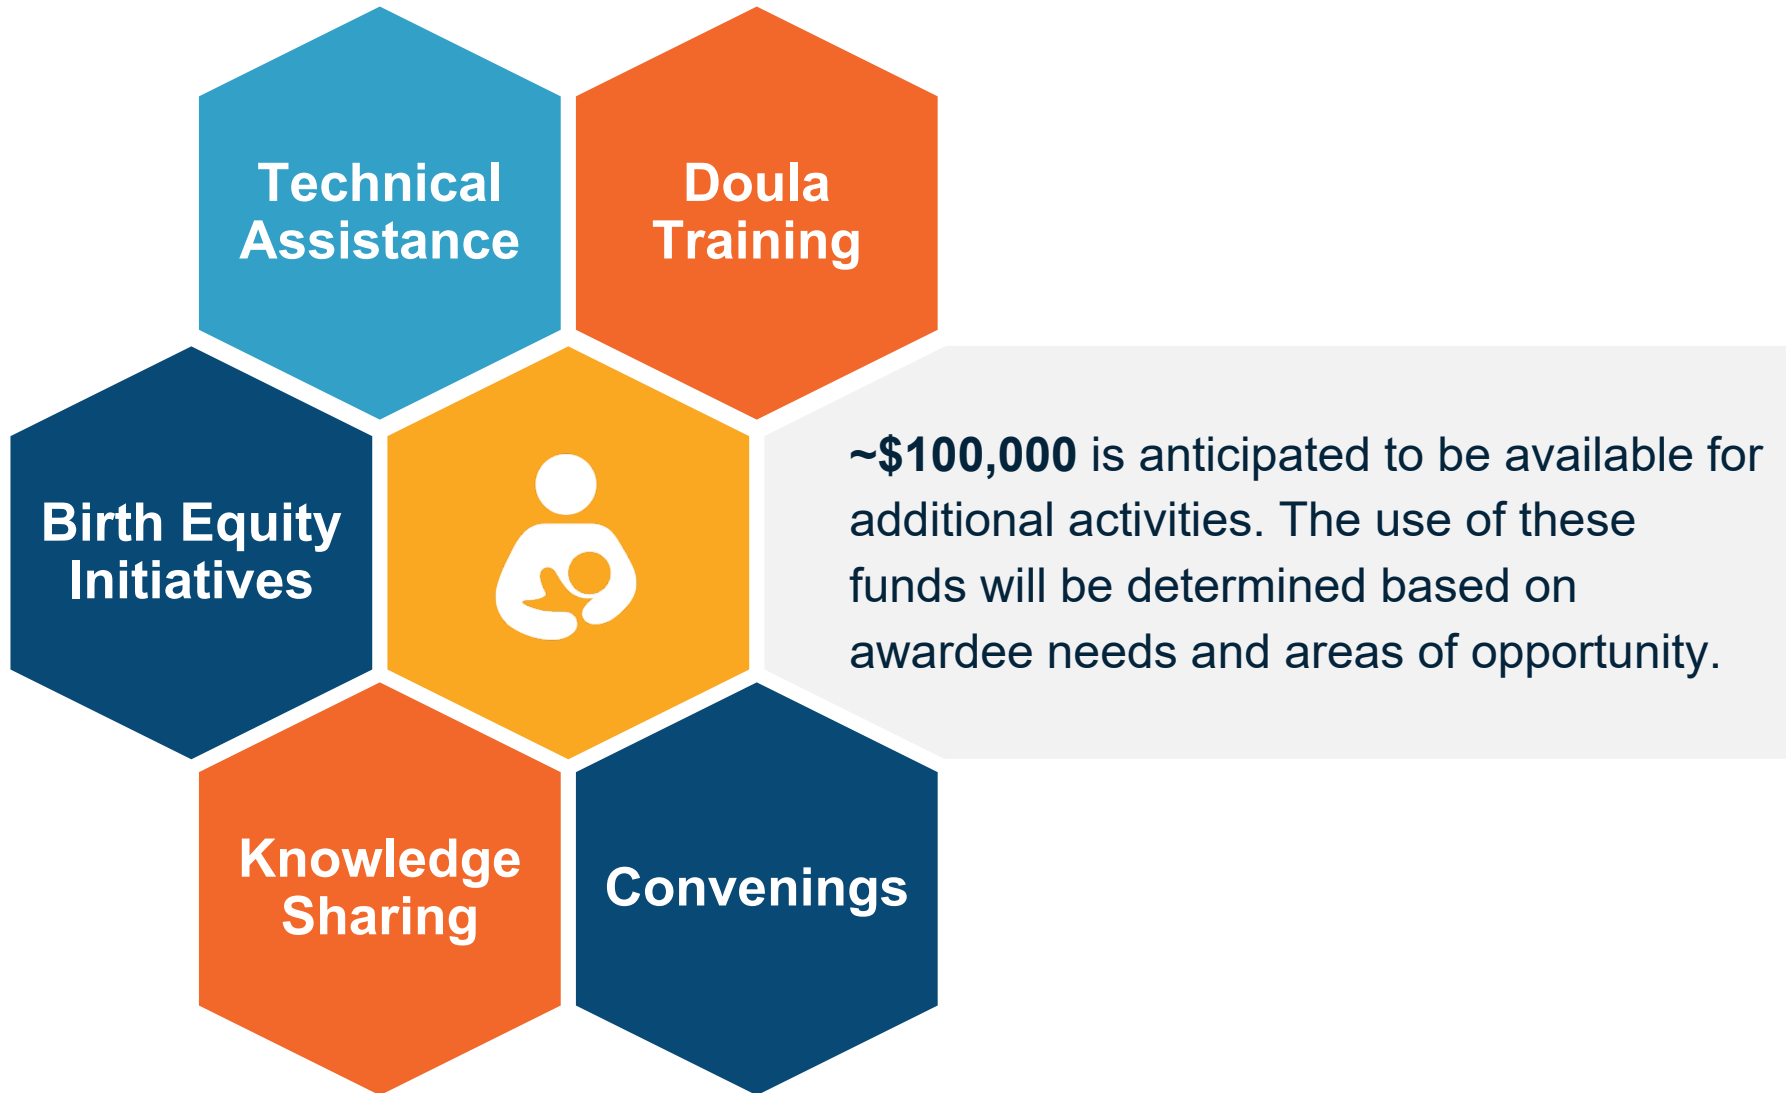 Technical
Assistance
Doula
Training
Birth Equity
Initiatives
~$100,000 is anticipated to be available for
additional activities. The use of these
funds will be determined based on
awardee needs and areas of opportunity.
Knowledge
Sharing
Convenings